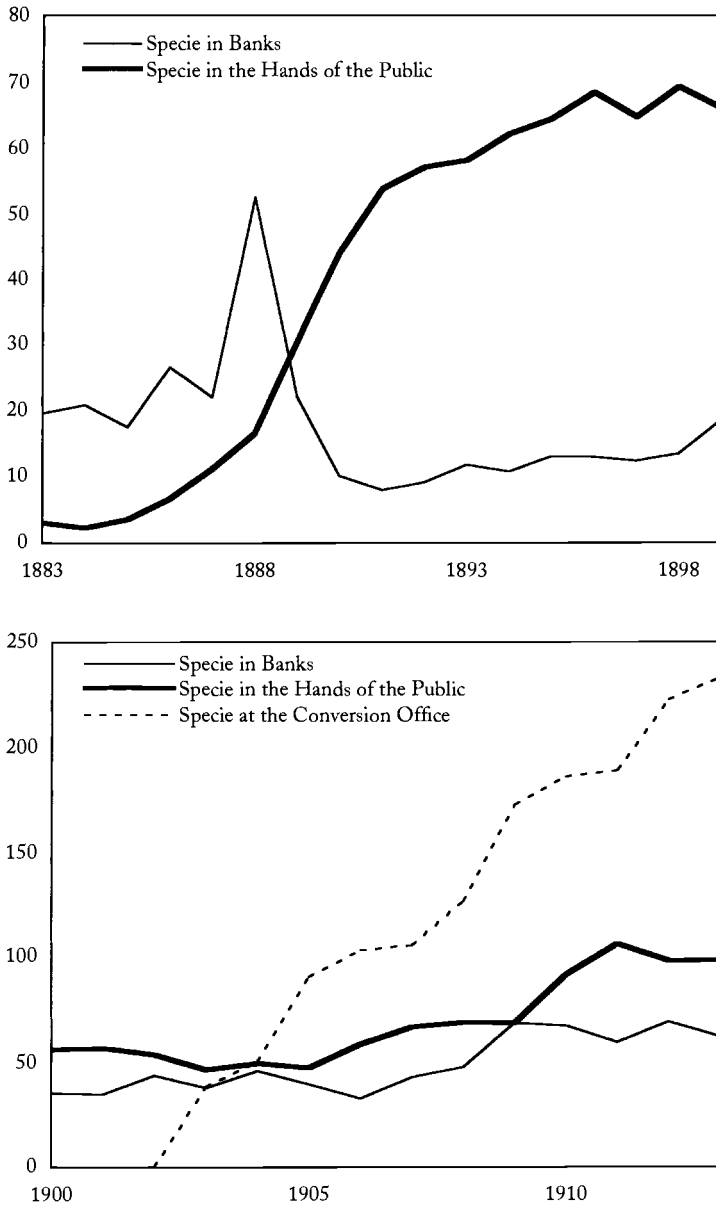 80
Specie in Banks
Specie in the Hands of the Public
70
60
50
40
30
20
10
0
1883 1888 1893 1898
250
Specie in Banks
Specie in the Hands of the Public
Specie at the Conversion Office
200
150
100
50
0
1900 1905 1910